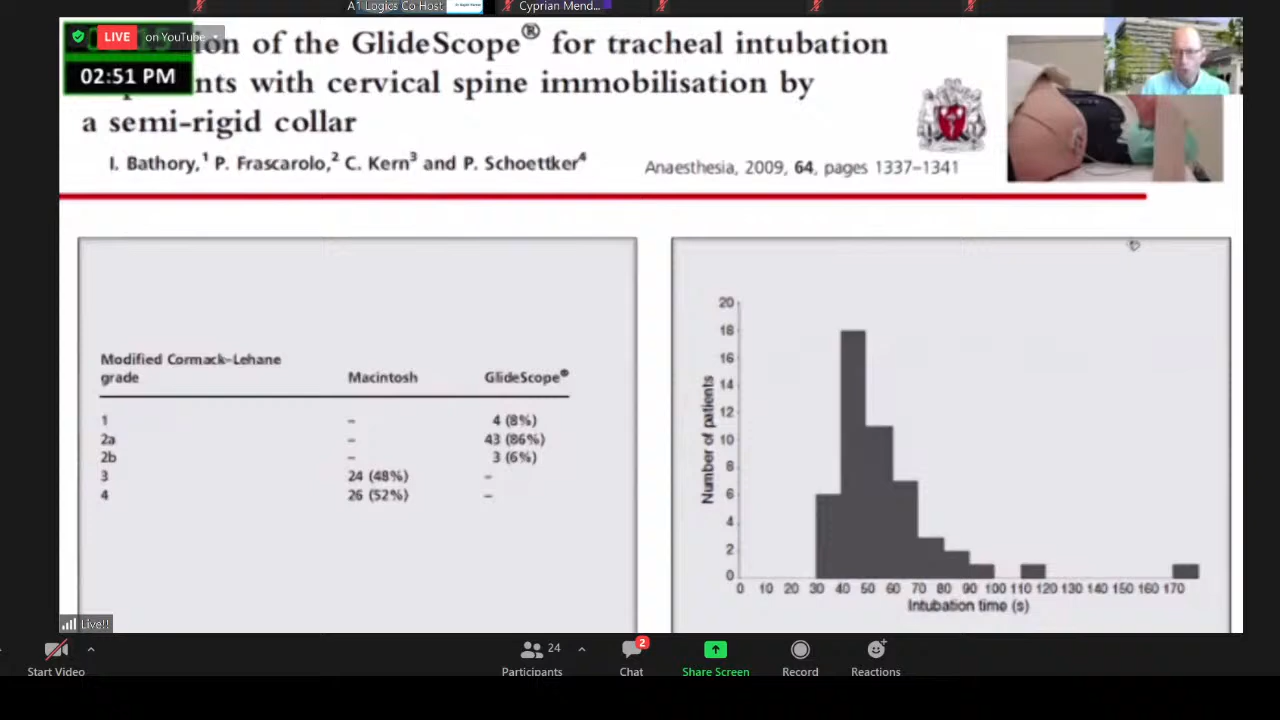 A1 Logics Co Host
Cyprian Mend...
LIVE on YouTube
02:51 PM
ion of the GlideScope® for tracheal intubation
nts with cervical spine immobilisation by
a semi-rigid collar
I. Bathory,¹ P. Frascarolo,² C. Kern³ and P. Schoettker⁴
Anaesthesia, 2009, 64, pages 1337–1341
Modified Cormack–Lehane
grade Macintosh GlideScope®
1 – 4 (8%)
2a – 43 (86%)
2b – 3 (6%)
3 24 (48%) –
4 26 (52%) –
20
18
16
14
12
10
8
6
4
2
0
Number of patients
0 10 20 30 40 50 60 70 80 90 100 110 120 130 140 150 160 170
Intubation time (s)
Live!!
24
2
Start Video
Participants
Chat
Share Screen
Record
Reactions